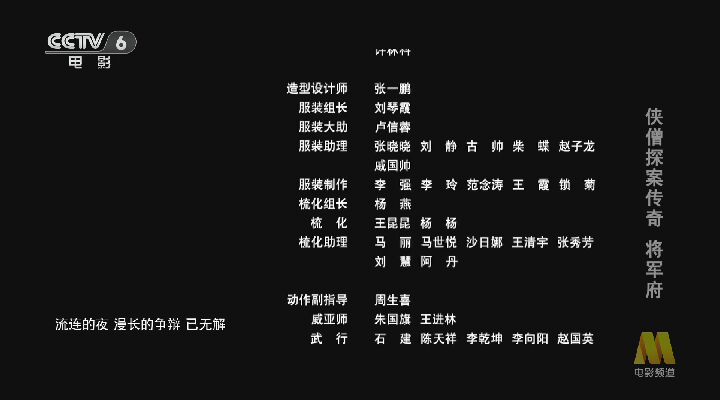 CCTV 6
电影
造型设计师 张一鹏
服装组长 刘琴霞
服装大助 卢信蓉
服装助理 张晓晓 刘静 古帅 柴蝶 赵子龙
戚国帅
服装制作 李强 李玲 范念涛 王霞 锁菊
梳化组长 杨燕
梳化 王昆昆 杨杨
梳化助理 马丽 马世悦 沙日娜 王清宇 张秀芳
刘慧 阿丹
动作副指导 周生喜
威亚师 朱国旗 王进林
武行 石建 陈天祥 李乾坤 李向阳 赵国英
流连的夜 漫长的争辩 已无解
侠僧探案传奇 将军府
电影频道